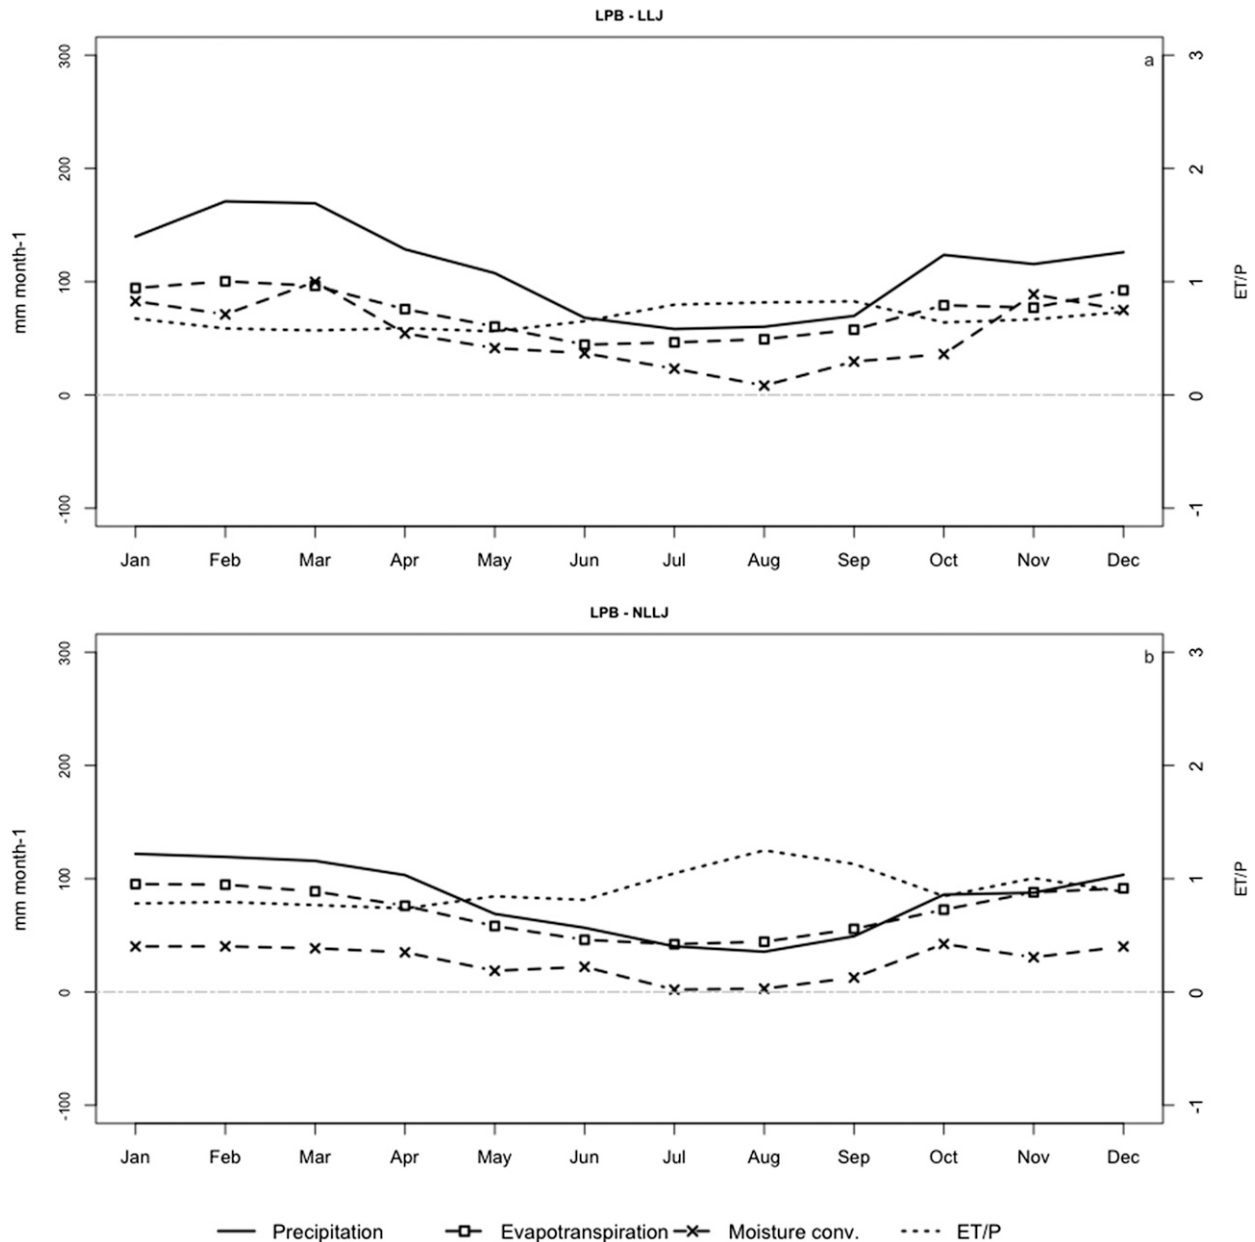 LPB - LLJ
a
mm month-1
300
200
100
0
-100
3
2
1
0
-1
ET/P
Jan Feb Mar Apr May Jun Jul Aug Sep Oct Nov Dec
LPB - NLLJ
b
mm month-1
300
200
100
0
-100
3
2
1
0
-1
ET/P
Jan Feb Mar Apr May Jun Jul Aug Sep Oct Nov Dec
Precipitation Evapotranspiration Moisture conv. ET/P